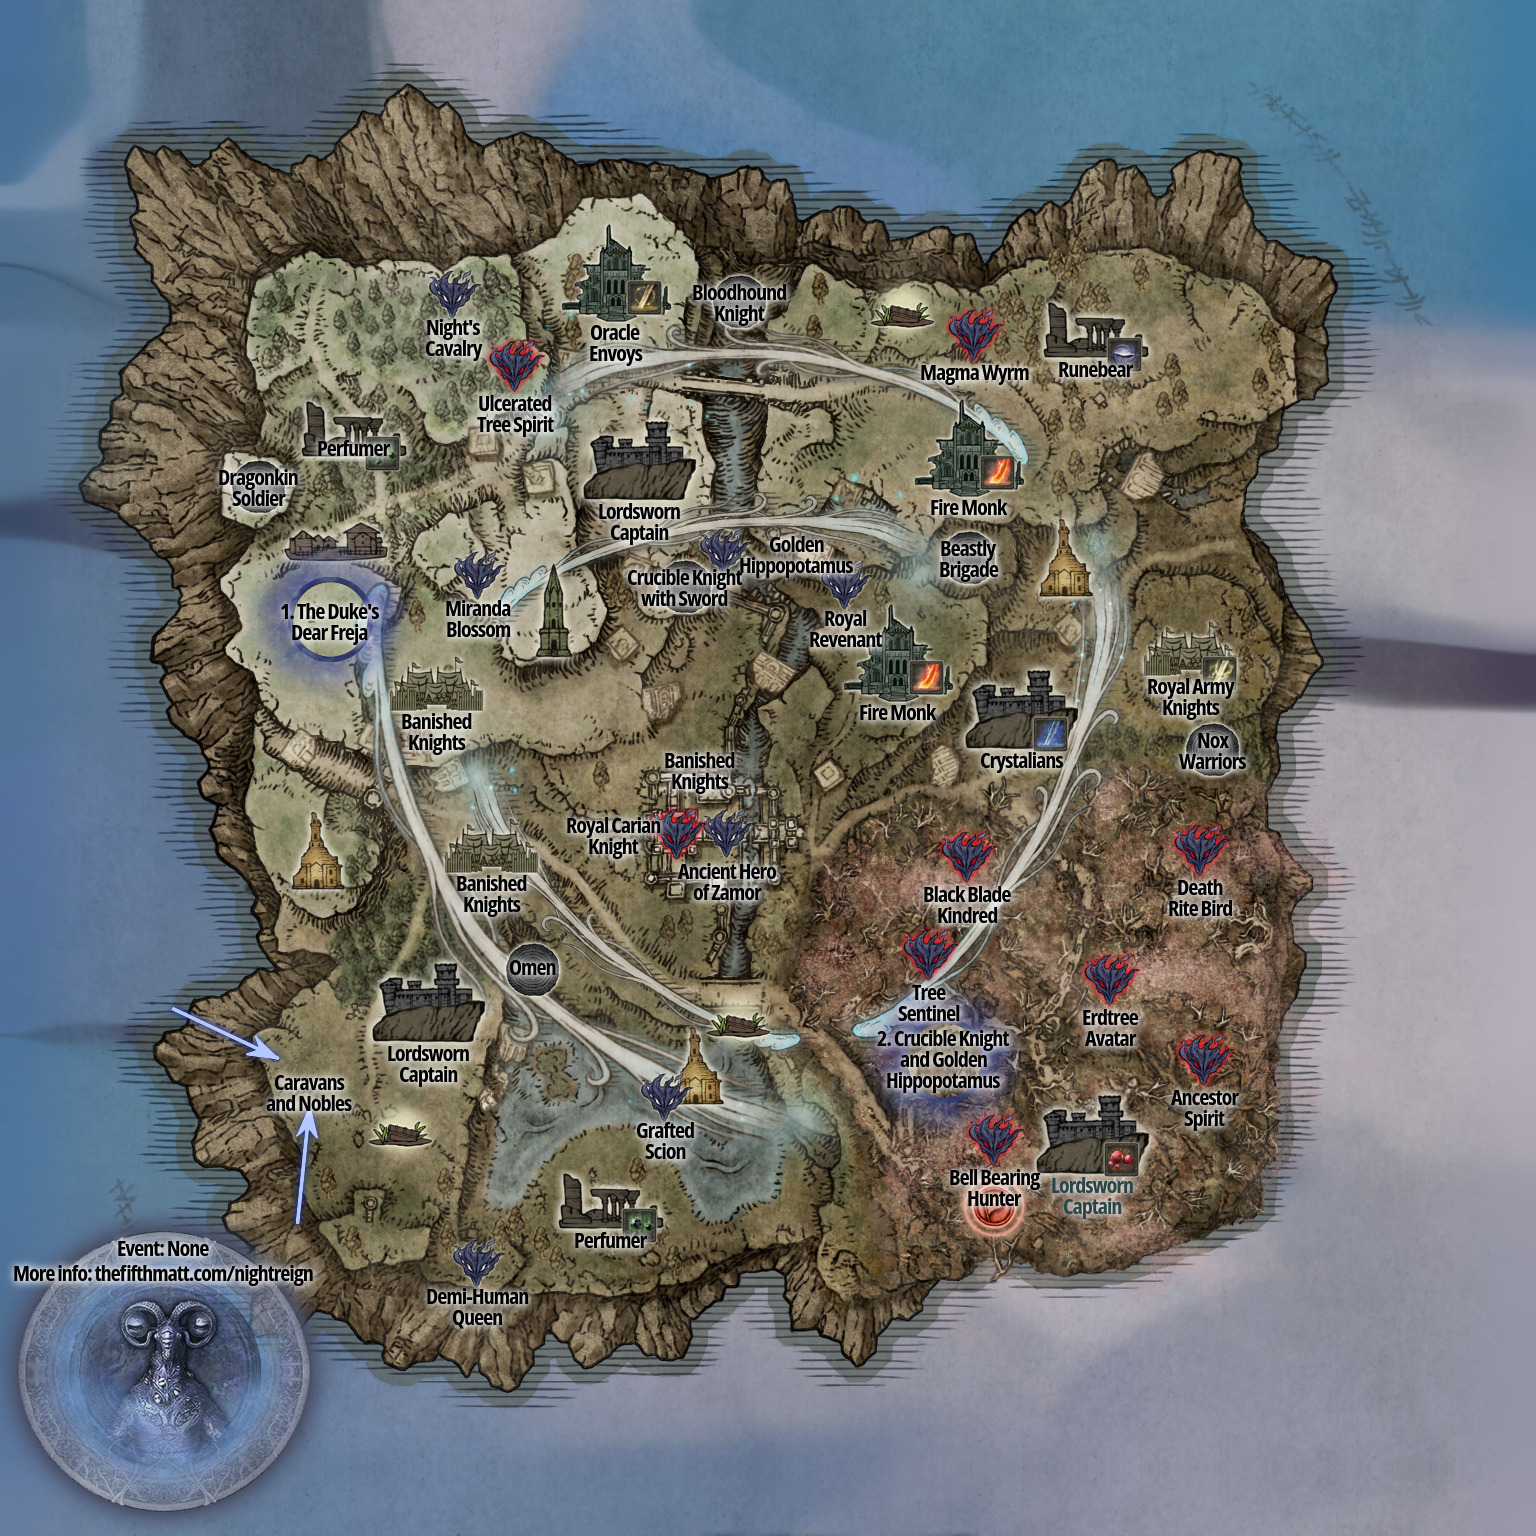 Bloodhound
Knight
Night's
Cavalry
Oracle
Envoys
Magma Wyrm
Runebear
Ulcerated
Tree Spirit
Perfumer
Dragonkin
Soldier
Lordsworn
Captain
Fire Monk
Golden
Hippopotamus
Beastly
Brigade
Crucible Knight
with Sword
1. The Duke's
Dear Freja
Miranda
Blossom
Royal
Revenant
Fire Monk
Royal Army
Knights
Banished
Knights
Nox
Warriors
Crystalians
Banished
Knights
Royal Carian
Knight
Ancient Hero
of Zamor
Banished
Knights
Black Blade
Kindred
Death
Rite Bird
Omen
Tree
Sentinel
Erdtree
Avatar
2. Crucible Knight
and Golden
Hippopotamus
Lordsworn
Captain
Caravans
and Nobles
Ancestor
Spirit
Grafted
Scion
Bell Bearing
Hunter
Lordsworn
Captain
Perfumer
Demi-Human
Queen
Event: None
More info: thefifthmatt.com/nightreign